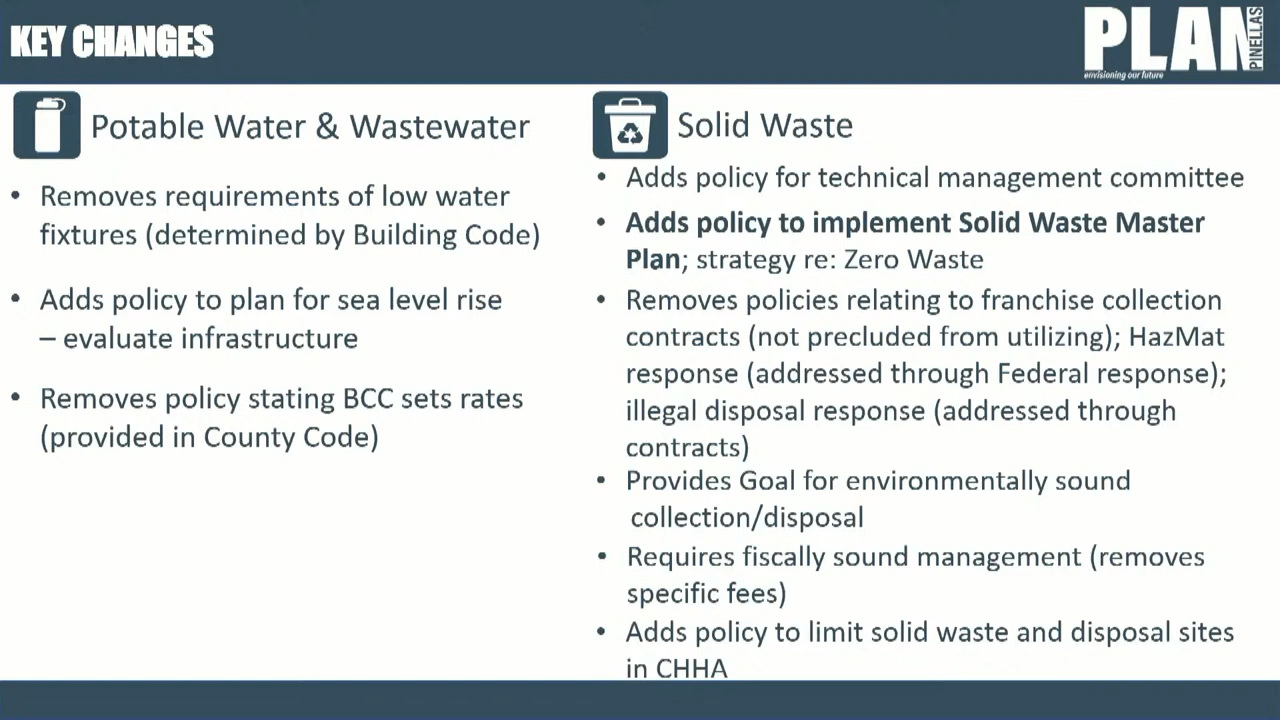 KEY CHANGES
PLAN
PINELLAS
envisioning our future
Potable Water & Wastewater
• Removes requirements of low water
fixtures (determined by Building Code)
• Adds policy to plan for sea level rise
– evaluate infrastructure
• Removes policy stating BCC sets rates
(provided in County Code)
Solid Waste
• Adds policy for technical management committee
• Adds policy to implement Solid Waste Master
Plan; strategy re: Zero Waste
• Removes policies relating to franchise collection
contracts (not precluded from utilizing); HazMat
response (addressed through Federal response);
illegal disposal response (addressed through
contracts)
• Provides Goal for environmentally sound
collection/disposal
• Requires fiscally sound management (removes
specific fees)
• Adds policy to limit solid waste and disposal sites
in CHHA